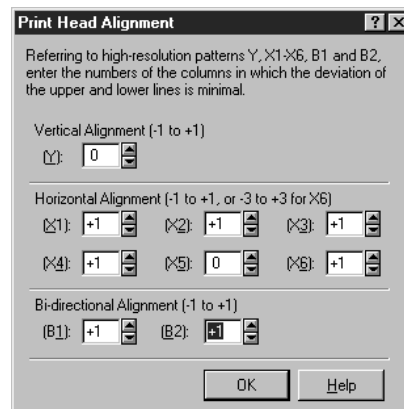 Print Head Alignment
Referring to high-resolution patterns Y, X1-X6, B1 and B2,
enter the numbers of the columns in which the deviation of
the upper and lower lines is minimal.
Vertical Alignment (-1 to +1)
(Y): 0
Horizontal Alignment (-1 to +1, or -3 to +3 for X6)
(X1): +1 (X2): +1 (X3): +1
(X4): +1 (X5): 0 (X6): +1
Bi-directional Alignment (-1 to +1)
(B1): +1 (B2): +1
OK Help